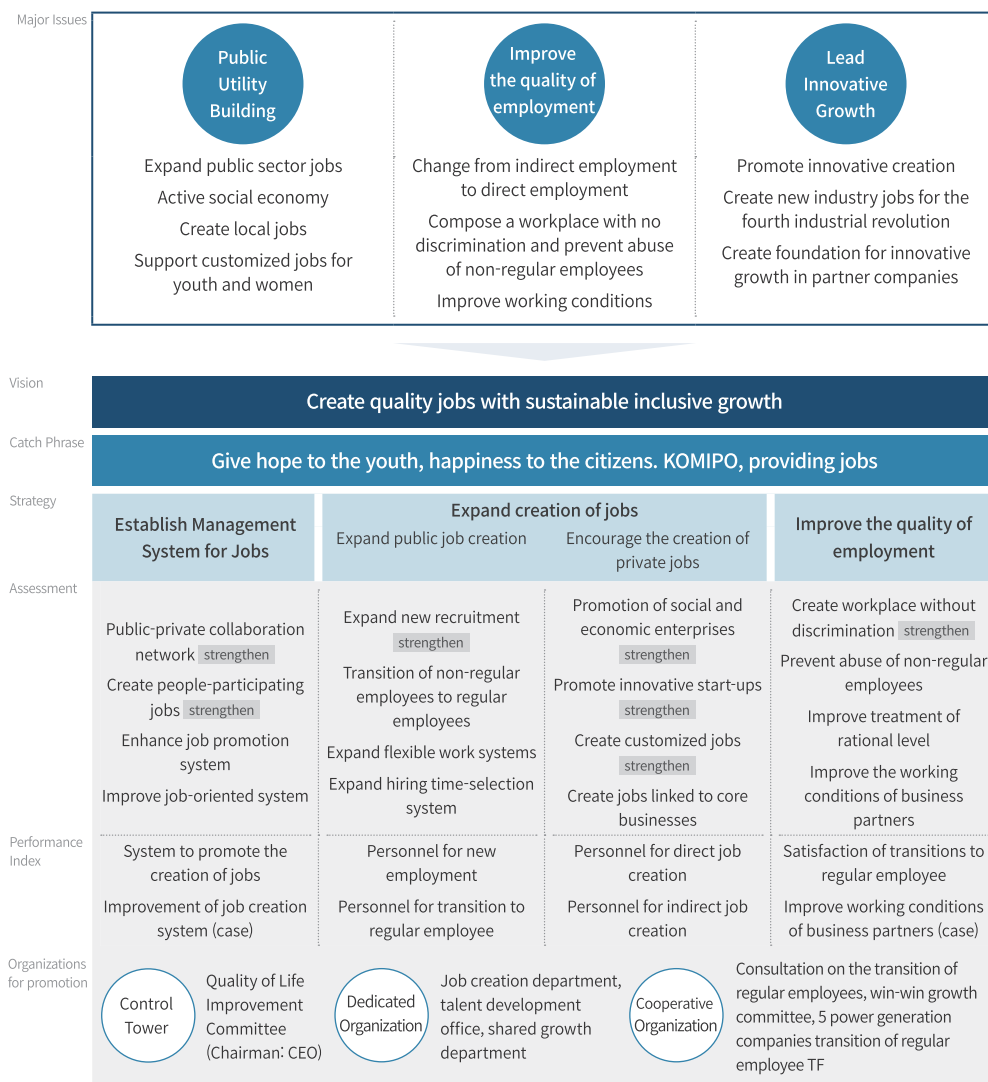 Major Issues
Public
Utility
Building
Expand public sector jobs
Active social economy
Create local jobs
Support customized jobs for
youth and women
Improve
the quality of
employment
Change from indirect employment
to direct employment
Compose a workplace with no
discrimination and prevent abuse
of non-regular employees
Improve working conditions
Lead
Innovative
Growth
Promote innovative creation
Create new industry jobs for the
fourth industrial revolution
Create foundation for innovative
growth in partner companies
Vision
Create quality jobs with sustainable inclusive growth
Catch Phrase
Give hope to the youth, happiness to the citizens. KOMIPO, providing jobs
Strategy
Establish Management
System for Jobs
Expand creation of jobs
Expand public job creation
Encourage the creation of
private jobs
Improve the quality of
employment
Assessment
Public-private collaboration
network strengthen
Create people-participating
jobs strengthen
Enhance job promotion
system
Improve job-oriented system
Expand new recruitment
strengthen
Transition of non-regular
employees to regular
employees
Expand flexible work systems
Expand hiring time-selection
system
Promotion of social and
economic enterprises
strengthen
Promote innovative start-ups
strengthen
Create customized jobs
strengthen
Create jobs linked to core
businesses
Create workplace without
discrimination strengthen
Prevent abuse of non-regular
employees
Improve treatment of
rational level
Improve the working
conditions of business
partners
Performance
Index
System to promote the
creation of jobs
Improvement of job creation
system (case)
Personnel for new
employment
Personnel for transition to
regular employee
Personnel for direct job
creation
Personnel for indirect job
creation
Satisfaction of transitions to
regular employee
Improve working conditions
of business partners (case)
Organizations
for promotion
Control
Tower
Quality of Life
Improvement
Committee
(Chairman: CEO)
Dedicated
Organization
Job creation department,
talent development
office, shared growth
department
Cooperative
Organization
Consultation on the transition of
regular employees, win-win growth
committee, 5 power generation
companies transition of regular
employee TF